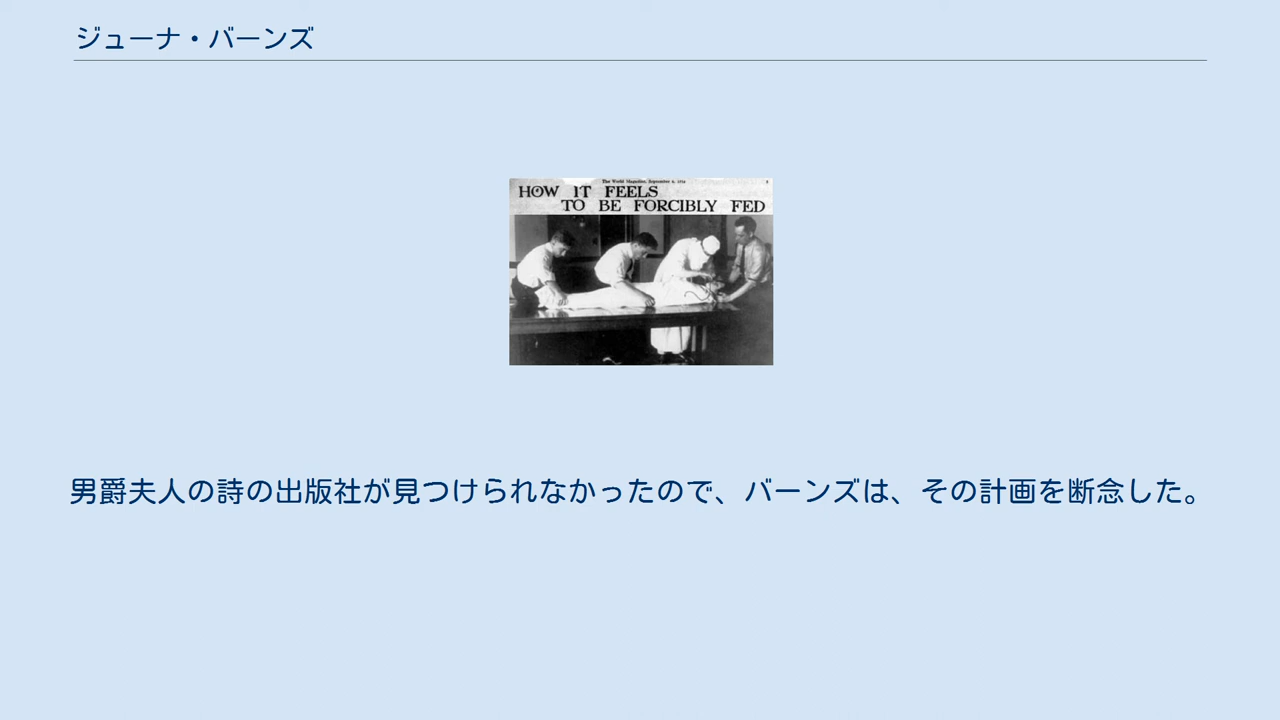 ジューナ・バーンズ
The World Magazine, September 6, 1914
HOW IT FEELS
TO BE FORCIBLY FED
男爵夫人の詩の出版社が見つけられなかったので、バーンズは、その計画を断念した。